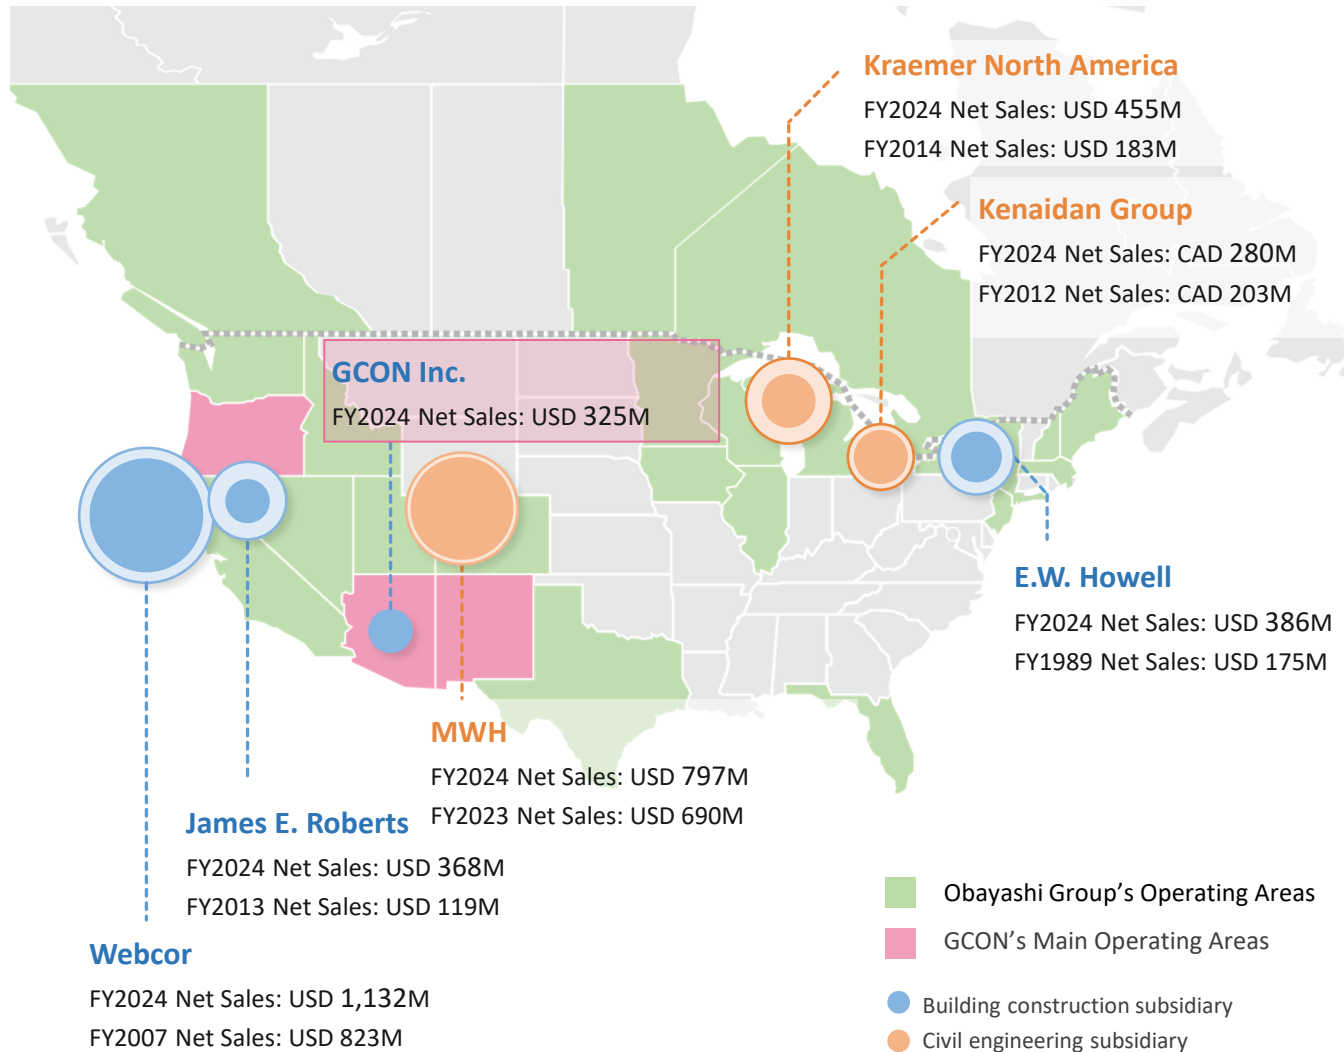 Kraemer North America
FY2024 Net Sales: USD 455M
FY2014 Net Sales: USD 183M
Kenaidan Group
FY2024 Net Sales: CAD 280M
FY2012 Net Sales: CAD 203M
GCON Inc.
FY2024 Net Sales: USD 325M
E.W. Howell
FY2024 Net Sales: USD 386M
FY1989 Net Sales: USD 175M
MWH
FY2024 Net Sales: USD 797M
FY2023 Net Sales: USD 690M
James E. Roberts
FY2024 Net Sales: USD 368M
FY2013 Net Sales: USD 119M
Webcor
FY2024 Net Sales: USD 1,132M
FY2007 Net Sales: USD 823M
Obayashi Group’s Operating Areas
GCON’s Main Operating Areas
Building construction subsidiary
Civil engineering subsidiary